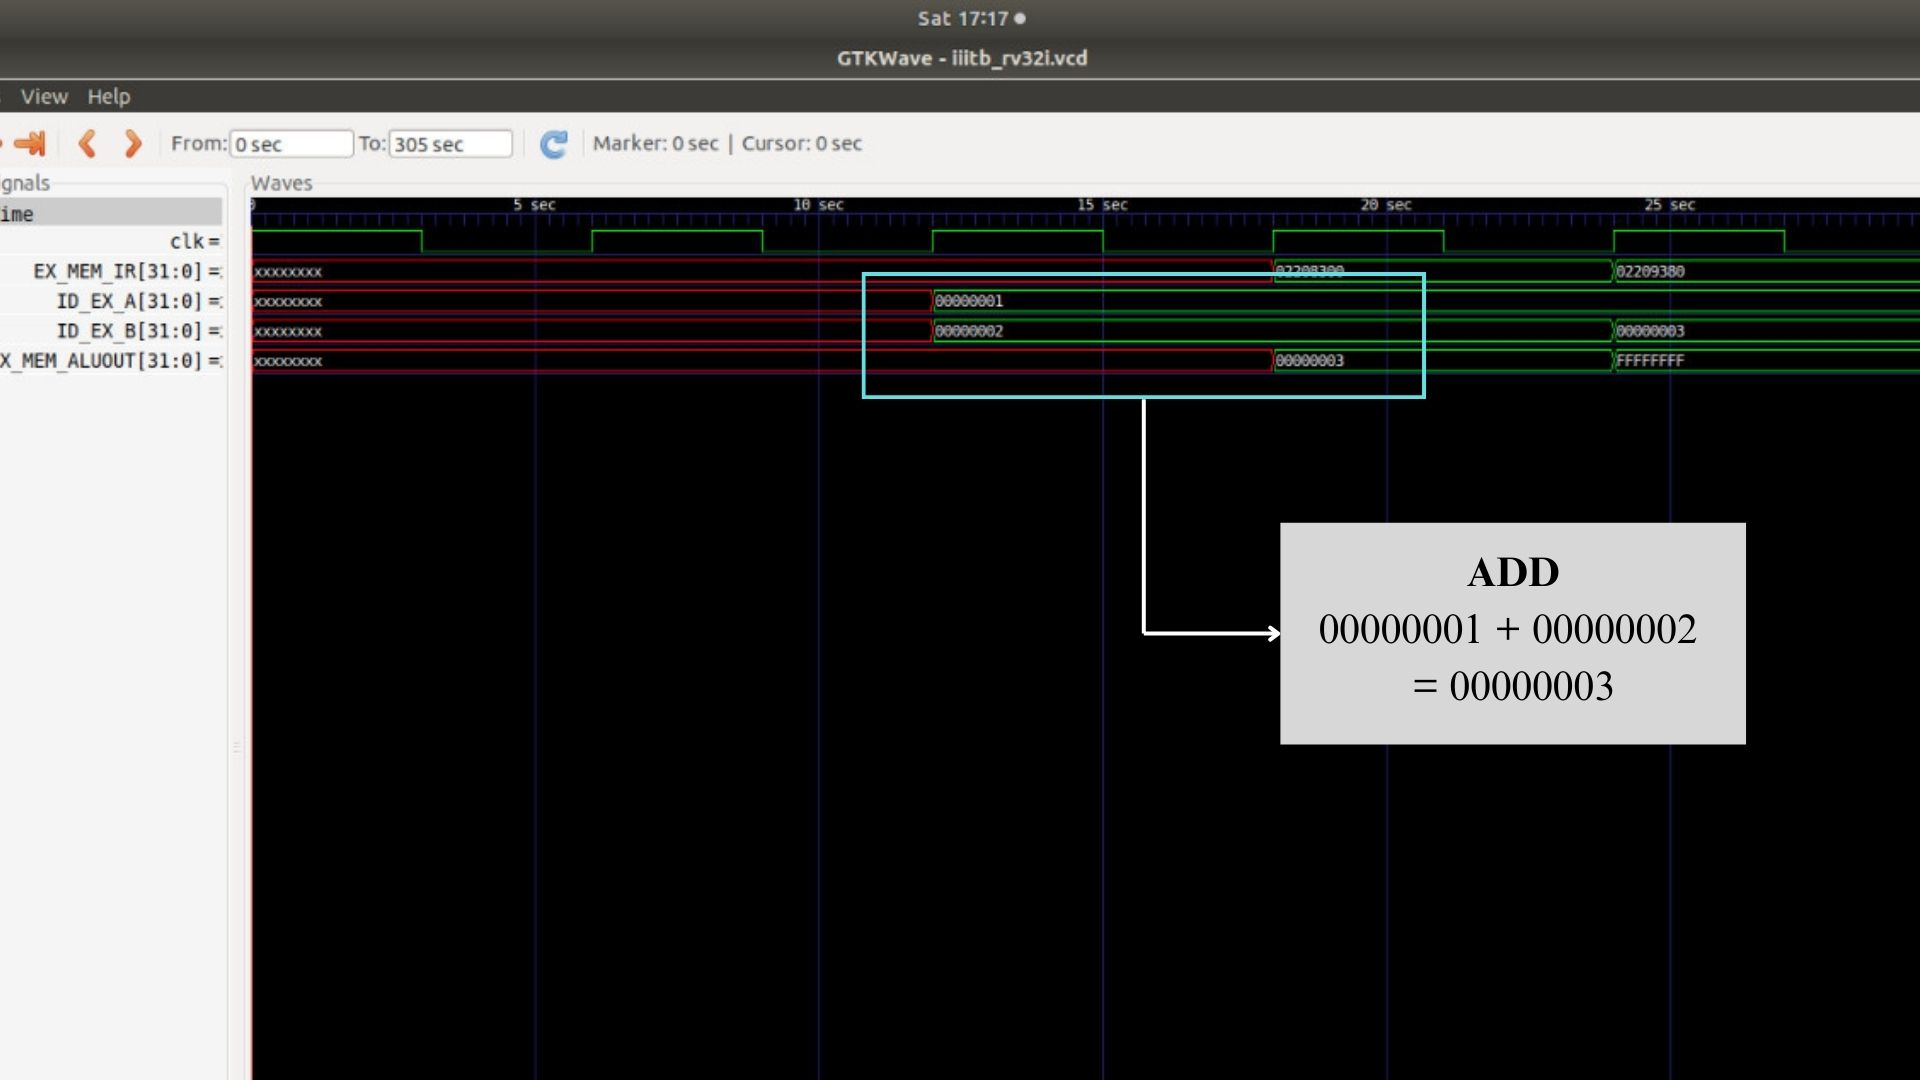 Sat 17:17
GTKWave - iiitb_rv32i.vcd
View Help
From: 0 sec To: 305 sec Marker: 0 sec | Cursor: 0 sec
ignals Waves
ime 5 sec 10 sec 15 sec 20 sec 25 sec
clk =
EX_MEM_IR[31:0] = xxxxxxxx 02208300 02209380
ID_EX_A[31:0] = xxxxxxxx 00000001
ID_EX_B[31:0] = xxxxxxxx 00000002 00000003
X_MEM_ALUOUT[31:0] = xxxxxxxx 00000003 FFFFFFFF
ADD
00000001 + 00000002
= 00000003